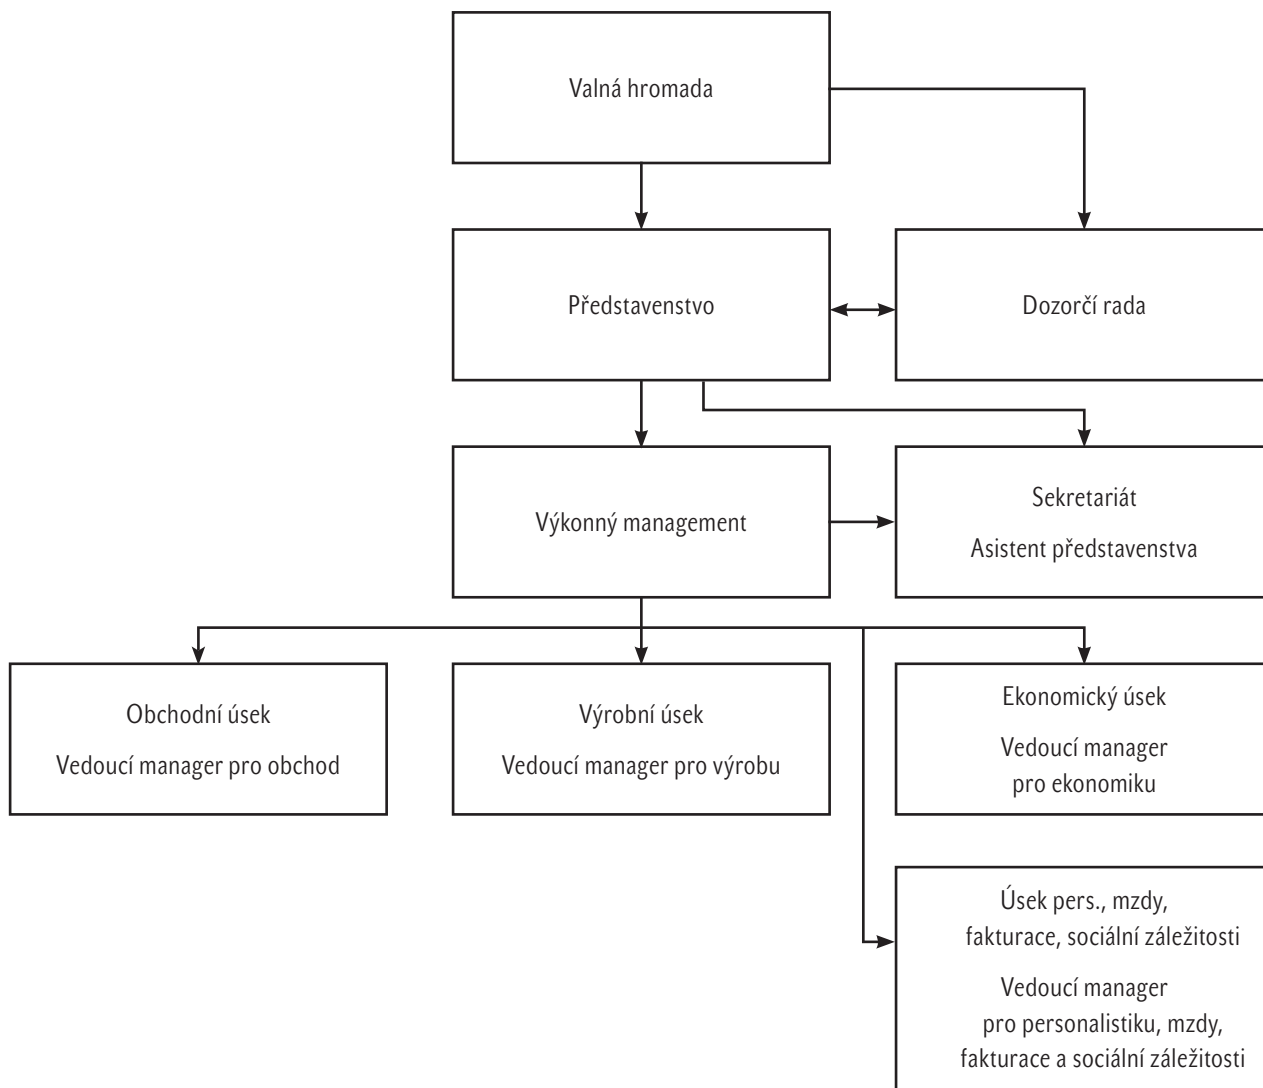 Valná hromada
Představenstvo
Dozorčí rada
Výkonný management
Sekretariát
Asistent představenstva
Obchodní úsek
Vedoucí manager pro obchod
Výrobní úsek
Vedoucí manager pro výrobu
Ekonomický úsek
Vedoucí manager
pro ekonomiku
Úsek pers., mzdy,
fakturace, sociální záležitosti
Vedoucí manager
pro personalistiku, mzdy,
fakturace a sociální záležitosti